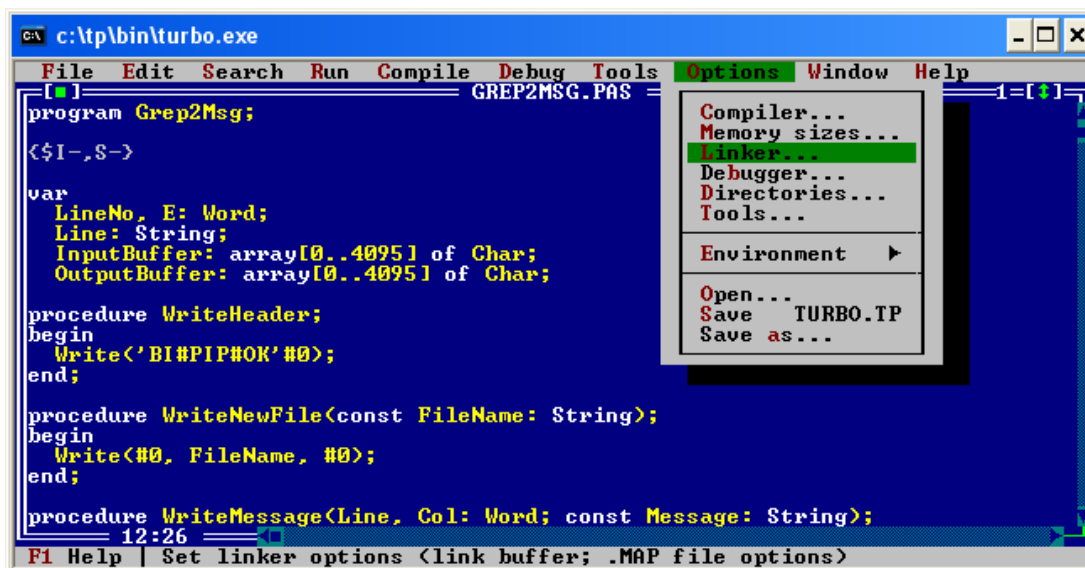 c:\tp\bin\turbo.exe
File Edit Search Run Compile Debug Tools Options Window Help
[■] GREP2MSG.PAS 1=[↕]
program Grep2Msg;
{$I-,S-}
var
LineNo, E: Word;
Line: String;
InputBuffer: array[0..4095] of Char;
OutputBuffer: array[0..4095] of Char;
procedure WriteHeader;
begin
Write('BI#PIP#OK'#0);
end;
procedure WriteNewFile(const FileName: String);
begin
Write(#0, FileName, #0);
end;
procedure WriteMessage(Line, Col: Word; const Message: String);
12:26
Compiler...
Memory sizes...
Linker...
Debugger...
Directories...
Tools...
Environment ►
Open...
Save TURBO.TP
Save as...
F1 Help | Set linker options (link buffer; .MAP file options)